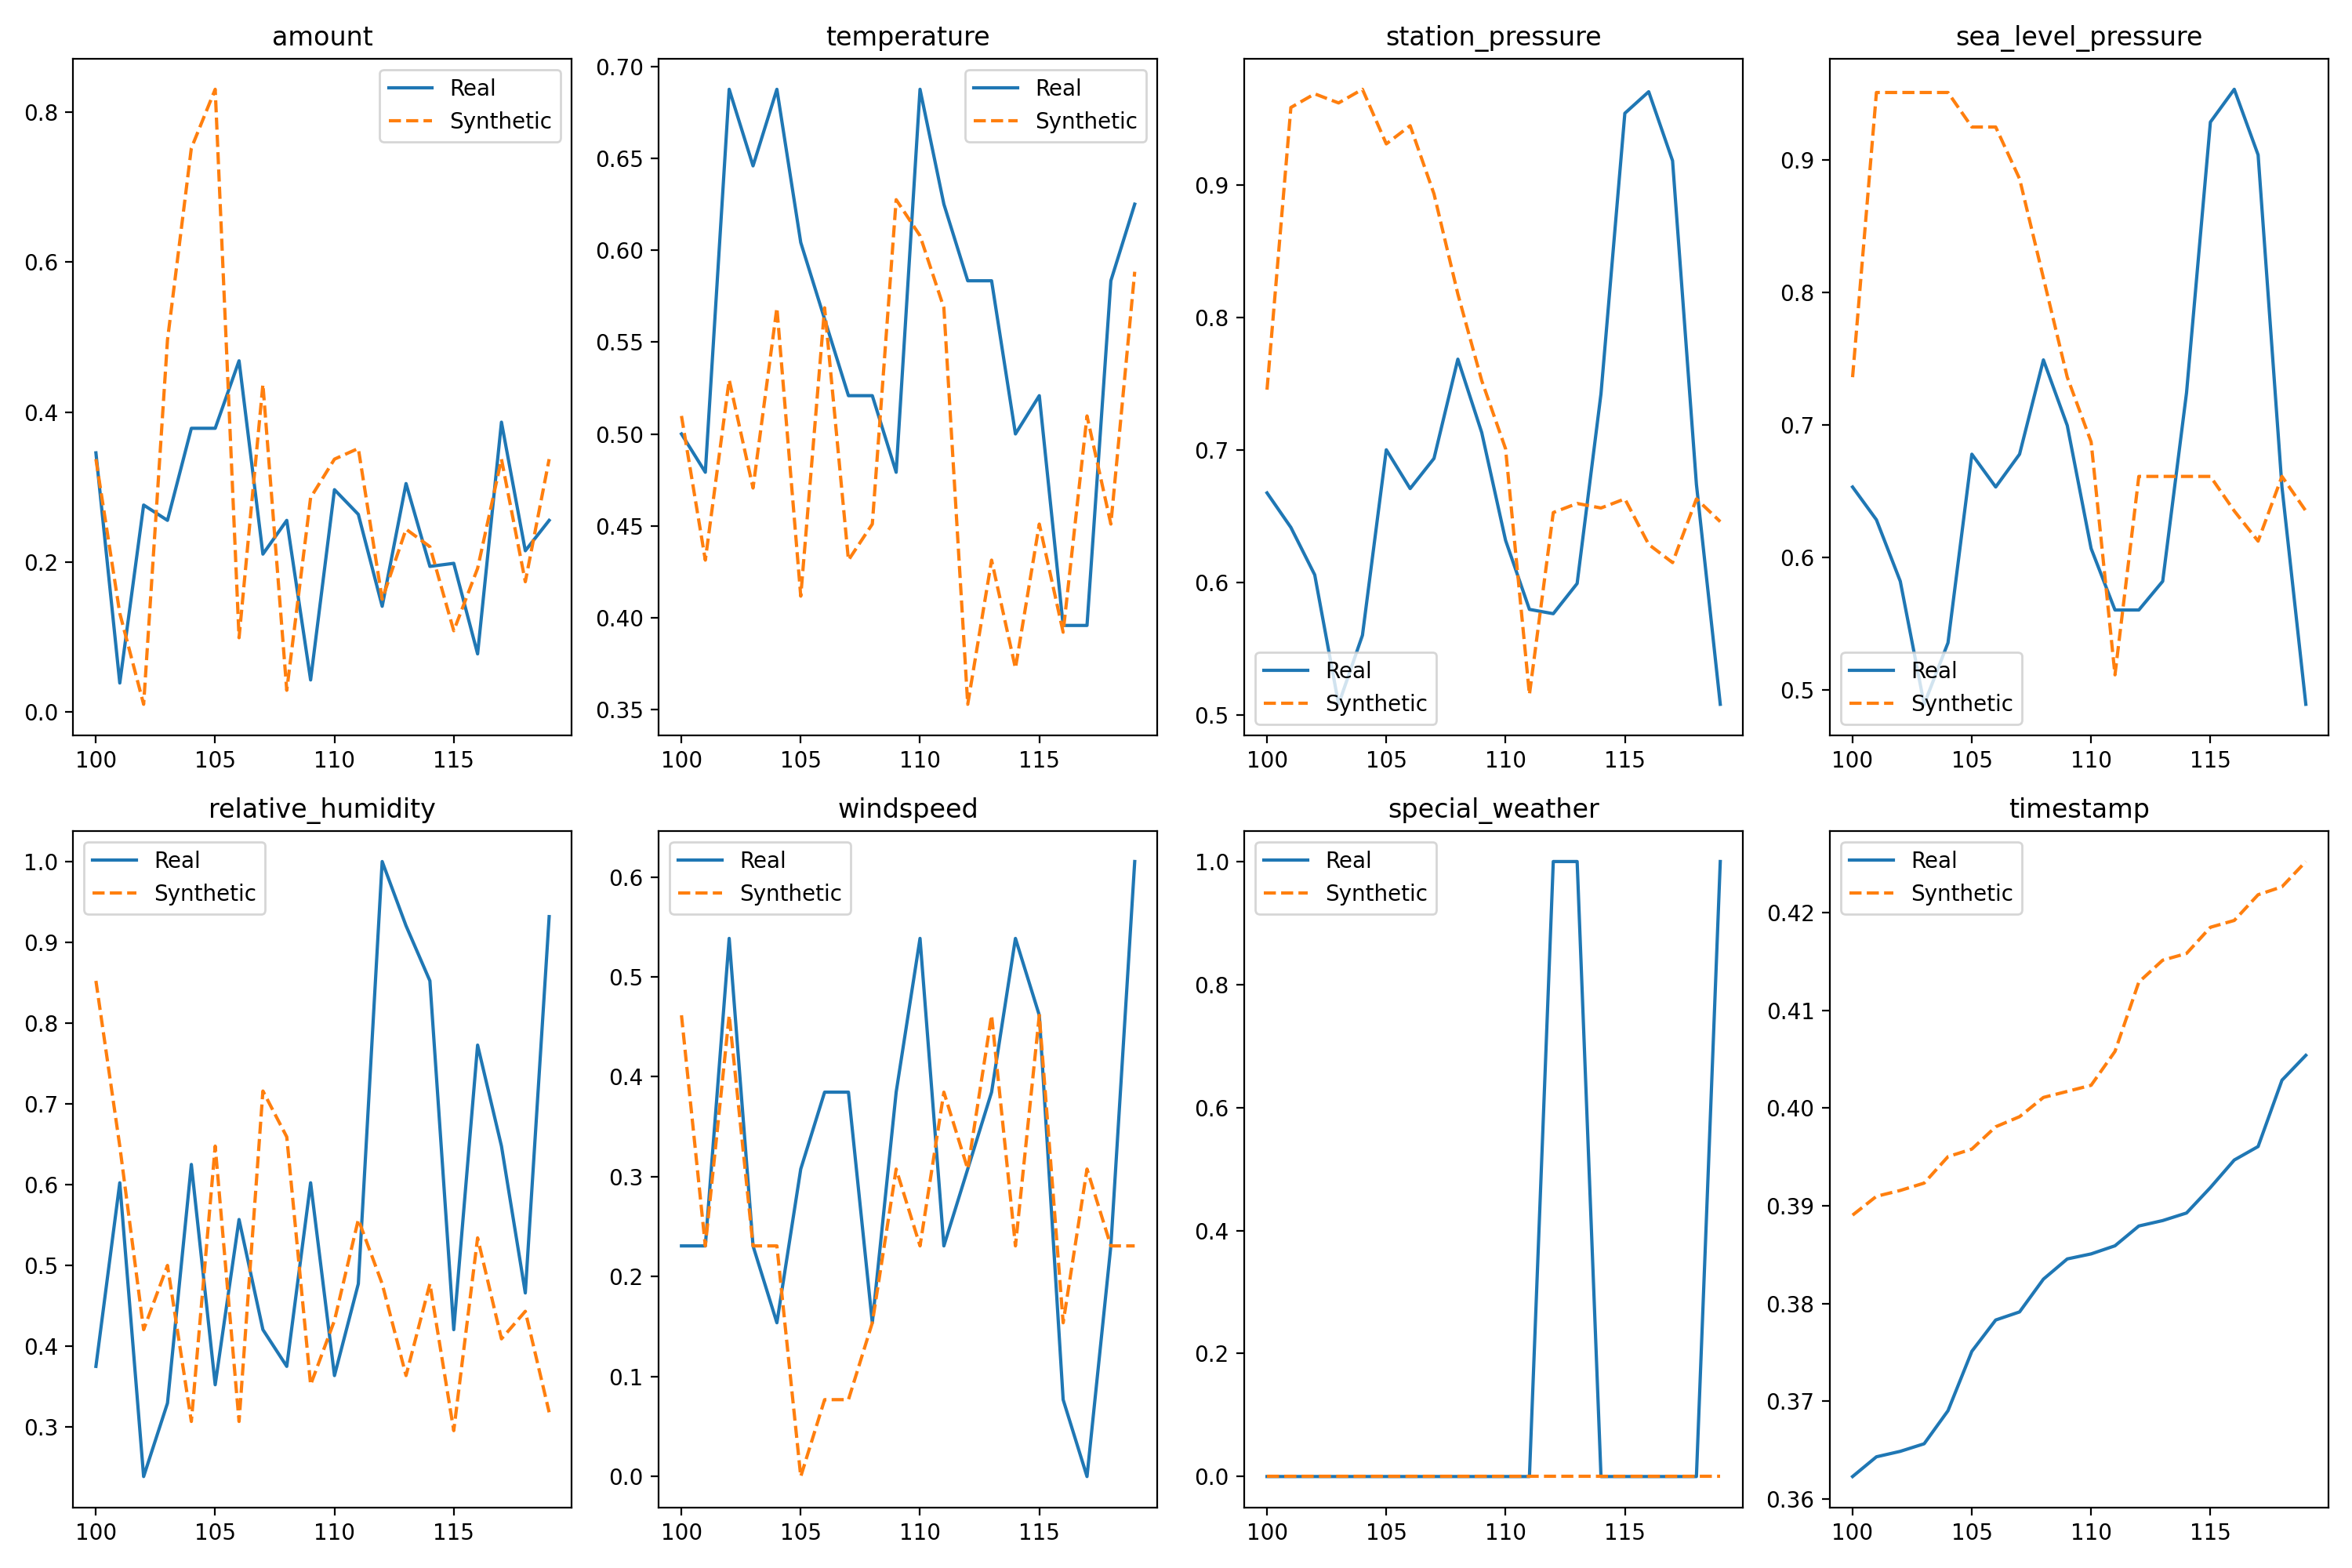 amount
temperature
station_pressure
sea_level_pressure
0.8
0.6
0.4
0.2
0.0
Real
Synthetic
100 105 110 115
0.70
0.65
0.60
0.55
0.50
0.45
0.40
0.35
Real
Synthetic
100 105 110 115
0.9
0.8
0.7
0.6
0.5
Real
Synthetic
100 105 110 115
0.9
0.8
0.7
0.6
0.5
Real
Synthetic
100 105 110 115
relative_humidity
windspeed
special_weather
timestamp
1.0
0.9
0.8
0.7
0.6
0.5
0.4
0.3
Real
Synthetic
100 105 110 115
0.6
0.5
0.4
0.3
0.2
0.1
0.0
Real
Synthetic
100 105 110 115
1.0
0.8
0.6
0.4
0.2
0.0
Real
Synthetic
100 105 110 115
0.42
0.41
0.40
0.39
0.38
0.37
0.36
Real
Synthetic
100 105 110 115